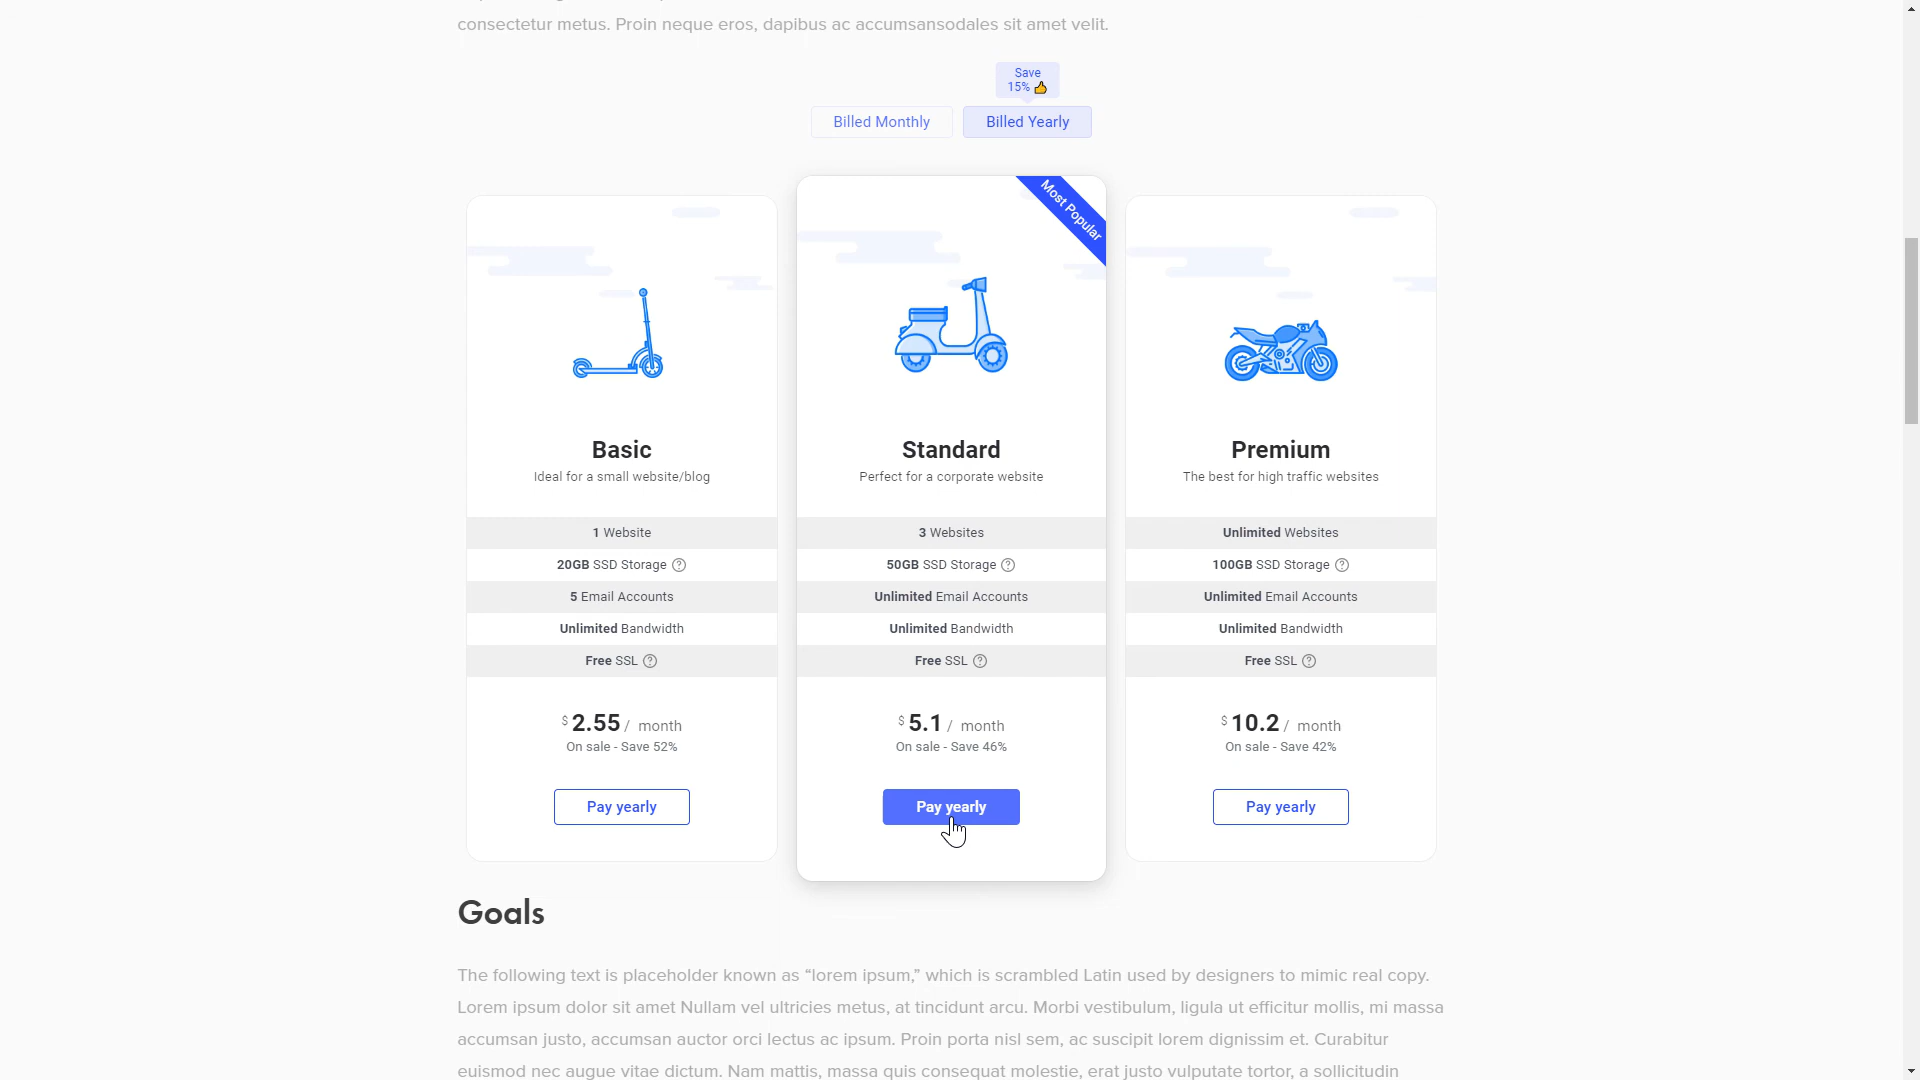 consectetur metus. Proin neque eros, dapibus ac accumsansodales sit amet velit.
Save
15% 👍
Billed Monthly
Billed Yearly
Most Popular
Basic
Ideal for a small website/blog
1 Website
20GB SSD Storage
5 Email Accounts
Unlimited Bandwidth
Free SSL
$ 2.55 / month
On sale - Save 52%
Pay yearly
Standard
Perfect for a corporate website
3 Websites
50GB SSD Storage
Unlimited Email Accounts
Unlimited Bandwidth
Free SSL
$ 5.1 / month
On sale - Save 46%
Pay yearly
Premium
The best for high traffic websites
Unlimited Websites
100GB SSD Storage
Unlimited Email Accounts
Unlimited Bandwidth
Free SSL
$ 10.2 / month
On sale - Save 42%
Pay yearly
Goals
The following text is placeholder known as “lorem ipsum,” which is scrambled Latin used by designers to mimic real copy.
Lorem ipsum dolor sit amet Nullam vel ultricies metus, at tincidunt arcu. Morbi vestibulum, ligula ut efficitur mollis, mi massa
accumsan justo, accumsan auctor orci lectus ac ipsum. Proin porta nisl sem, ac suscipit lorem dignissim et. Curabitur
euismod nec augue vitae dictum. Nam mattis, massa quis consequat molestie, erat justo vulputate tortor, a sollicitudin